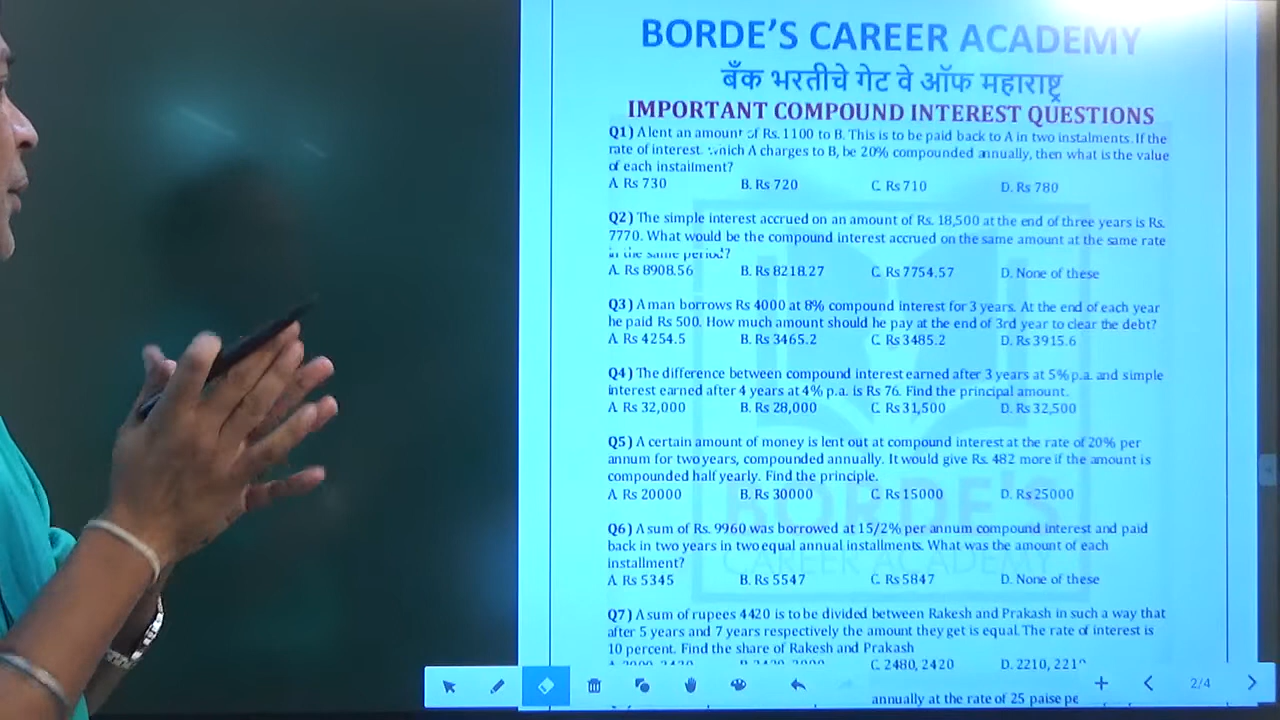 BORDE'S CAREER ACADEMY
बँक भरतीचे गेट वे ऑफ महाराष्ट्र
IMPORTANT COMPOUND INTEREST QUESTIONS
Q1) A lent an amount of Rs. 1100 to B. This is to be paid back to A in two instalments. If the
rate of interest which A charges to B, be 20% compounded annually, then what is the value
of each installment?
A. Rs 730 B. Rs 720 C. Rs 710 D. Rs 780
Q2) The simple interest accrued on an amount of Rs. 18,500 at the end of three years is Rs.
7770. What would be the compound interest accrued on the same amount at the same rate
in the same period?
A. Rs 8908.56 B. Rs 8218.27 C. Rs 7754.57 D. None of these
Q3) A man borrows Rs 4000 at 8% compound interest for 3 years. At the end of each year
he paid Rs 500. How much amount should he pay at the end of 3rd year to clear the debt?
A. Rs 4254.5 B. Rs 3465.2 C. Rs 3485.2 D. Rs 3915.6
Q4) The difference between compound interest earned after 3 years at 5% p.a. and simple
interest earned after 4 years at 4% p.a. is Rs 76. Find the principal amount.
A. Rs 32,000 B. Rs 28,000 C. Rs 31,500 D. Rs 32,500
Q5) A certain amount of money is lent out at compound interest at the rate of 20% per
annum for two years, compounded annually. It would give Rs. 482 more if the amount is
compounded half yearly. Find the principle.
A. Rs 20000 B. Rs 30000 C. Rs 15000 D. Rs 25000
Q6) A sum of Rs. 9960 was borrowed at 15/2% per annum compound interest and paid
back in two years in two equal annual installments. What was the amount of each
installment?
A. Rs 5345 B. Rs 5547 C. Rs 5847 D. None of these
Q7) A sum of rupees 4420 is to be divided between Rakesh and Prakash in such a way that
after 5 years and 7 years respectively the amount they get is equal. The rate of interest is
10 percent. Find the share of Rakesh and Prakash
C. 2480, 2420 D. 2210,
annually at the rate of 25 paise
2/4
BORDE'S
CAREER ACADEMY